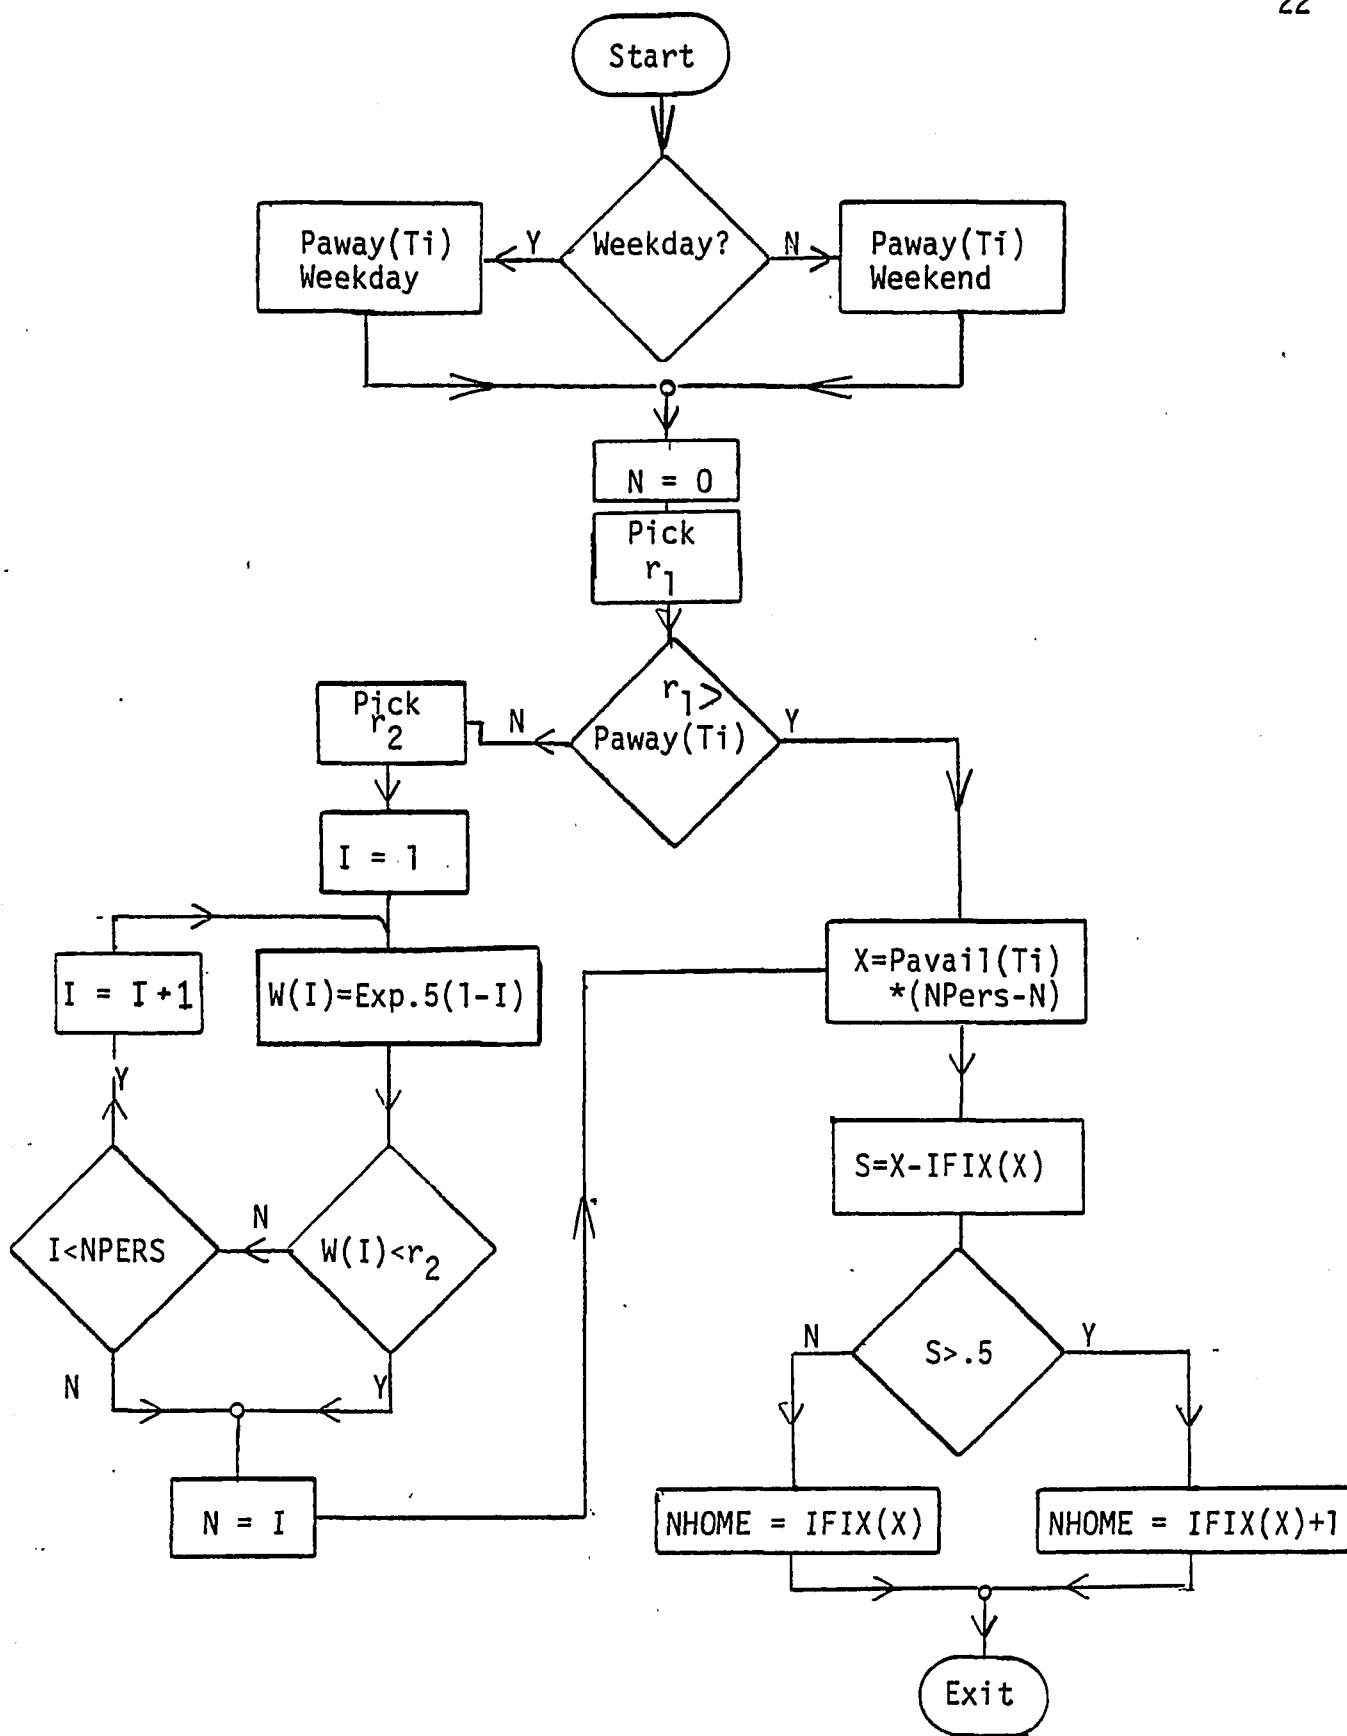 22
Start
Weekday?
Y
N
Paway(Ti)
Weekday
Paway(Ti)
Weekend
N = 0
Pick
r1
r1>
Paway(Ti)
N
Y
Pick
r2
I = 1
I = I+1
W(I)=Exp.5(1-I)
X=Pavail(Ti)
*(NPers-N)
Y
S=X-IFIX(X)
I<NPERS
N
W(I)<r2
N
Y
S>.5
N
Y
N = I
NHOME = IFIX(X)
NHOME = IFIX(X)+1
Exit